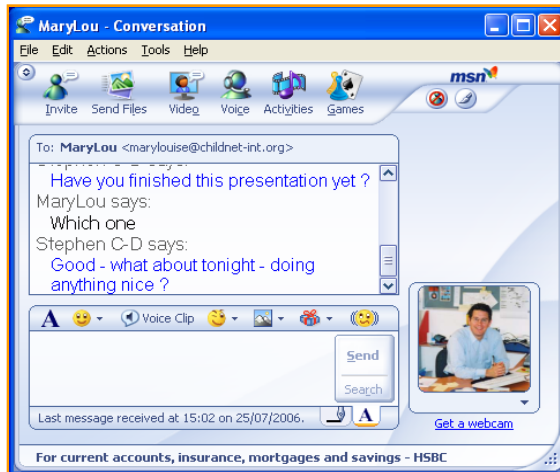 MaryLou - Conversation
File Edit Actions Tools Help
Invite Send Files Video Voice Activities Games
msn
To: MaryLou <marylouise@childnet-int.org>
Stephen C-D says:
Have you finished this presentation yet ?
MaryLou says:
Which one
Stephen C-D says:
Good - what about tonight - doing
anything nice ?
A Voice Clip
Send
Search
Last message received at 15:02 on 25/07/2006.
A
Get a webcam
For current accounts, insurance, mortgages and savings - HSBC